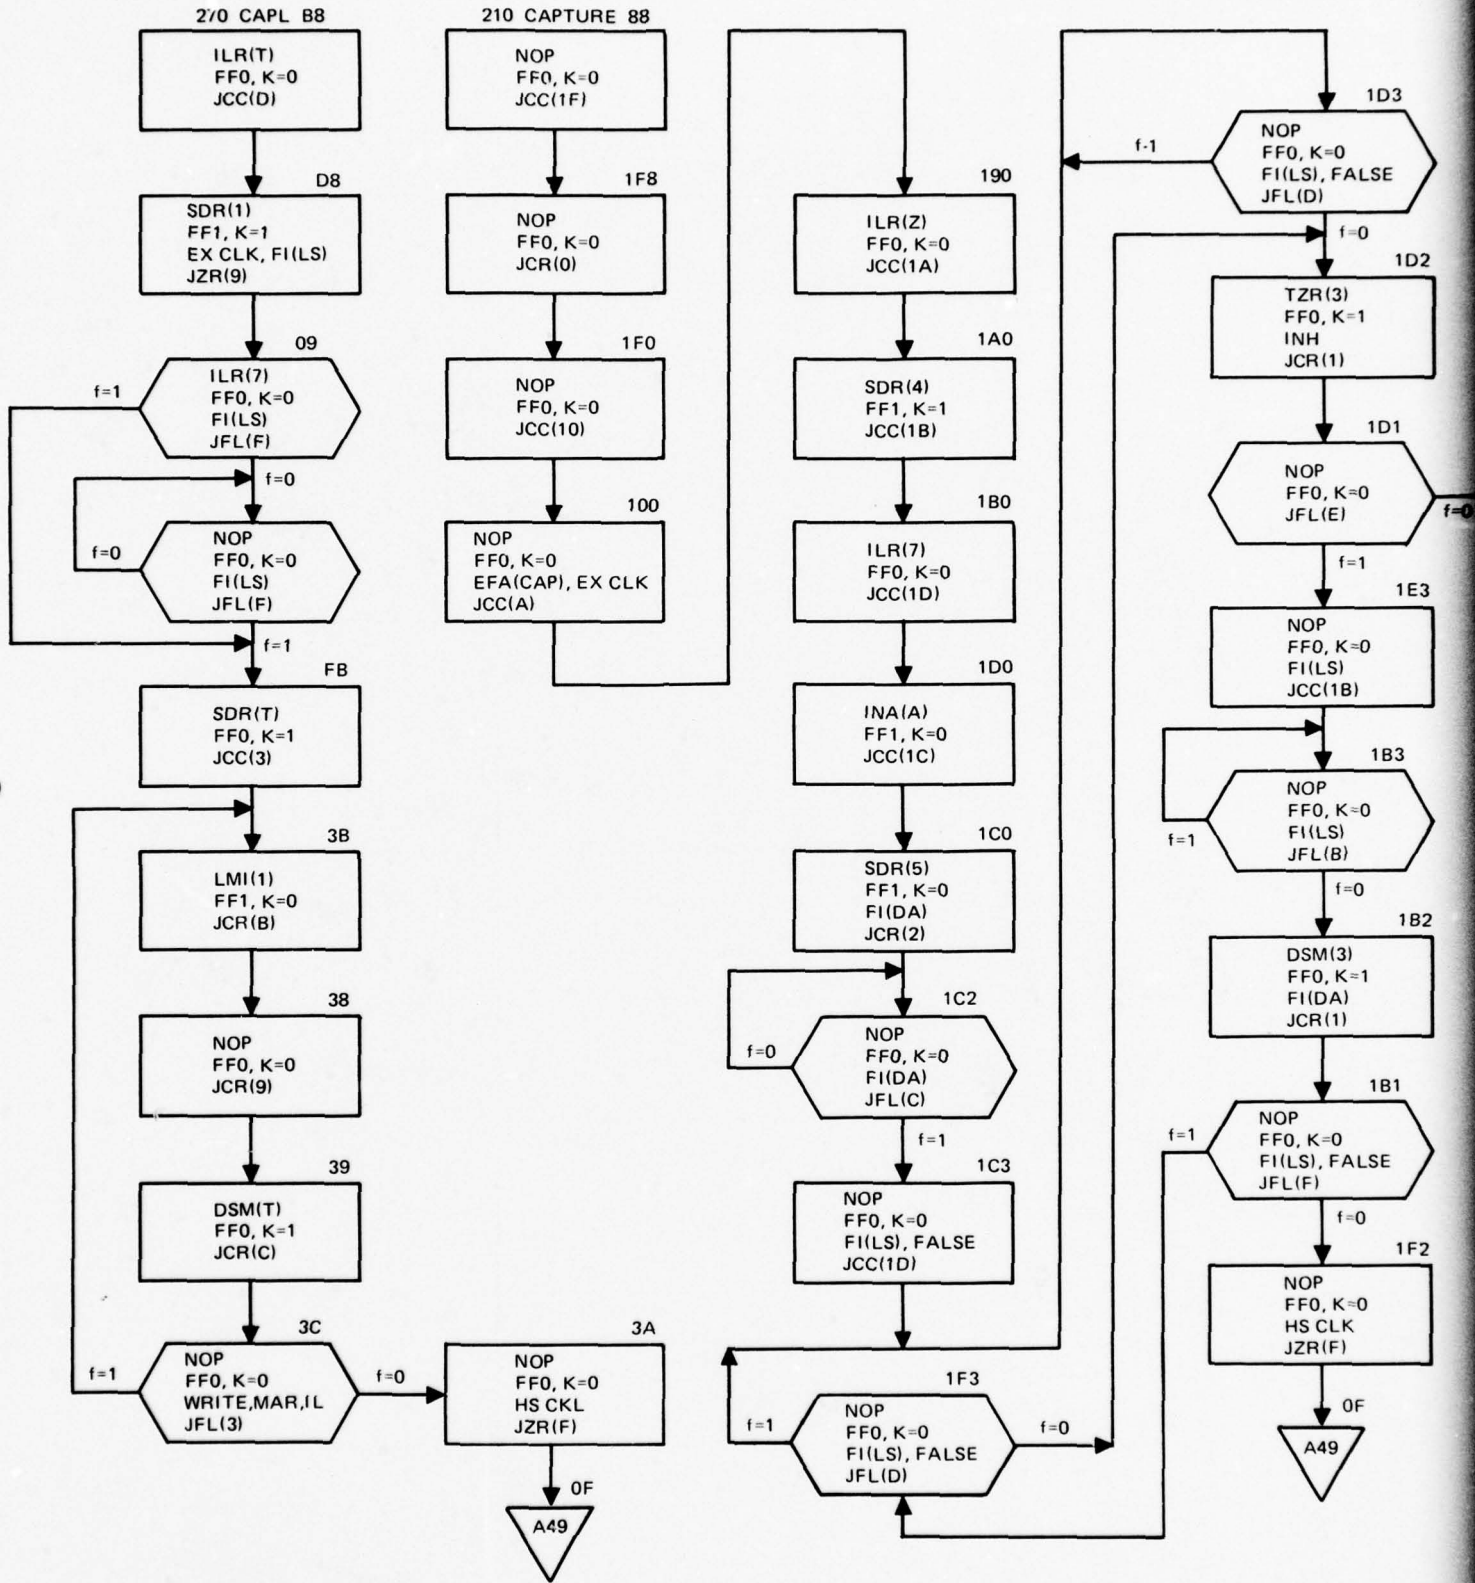 270 CAPL B8
ILR(T)
FF0, K=0
JCC(D)
D8
SDR(1)
FF1, K=1
EX CLK, FI(LS)
JZR(9)
09
ILR(7)
FF0, K=0
FI(LS)
JFL(F)
f=1
f=0
NOP
FF0, K=0
FI(LS)
JFL(F)
f=0
f=1
FB
SDR(T)
FF0, K=1
JCC(3)
3B
LMI(1)
FF1, K=0
JCR(B)
38
NOP
FF0, K=0
JCR(9)
39
DSM(T)
FF0, K=1
JCR(C)
3C
NOP
FF0, K=0
WRITE,MAR,IL
JFL(3)
f=1
f=0
3A
NOP
FF0, K=0
HS CKL
JZR(F)
0F
A49
210 CAPTURE 88
NOP
FF0, K=0
JCC(1F)
1F8
NOP
FF0, K=0
JCR(0)
1F0
NOP
FF0, K=0
JCC(10)
100
NOP
FF0, K=0
EFA(CAP), EX CLK
JCC(A)
190
ILR(Z)
FF0, K=0
JCC(1A)
1A0
SDR(4)
FF1, K=1
JCC(1B)
1B0
ILR(7)
FF0, K=0
JCC(1D)
1D0
INA(A)
FF1, K=0
JCC(1C)
1C0
SDR(5)
FF1, K=0
FI(DA)
JCR(2)
1C2
NOP
FF0, K=0
FI(DA)
JFL(C)
f=0
f=1
1C3
NOP
FF0, K=0
FI(LS), FALSE
JCC(1D)
1F3
NOP
FF0, K=0
FI(LS), FALSE
JFL(D)
f=1
f=0
1D3
NOP
FF0, K=0
FI(LS), FALSE
JFL(D)
f-1
f=0
1D2
TZR(3)
FF0, K=1
INH
JCR(1)
1D1
NOP
FF0, K=0
JFL(E)
f=0
f=1
1E3
NOP
FF0, K=0
FI(LS)
JCC(1B)
1B3
NOP
FF0, K=0
FI(LS)
JFL(B)
f=1
f=0
1B2
DSM(3)
FF0, K=1
FI(DA)
JCR(1)
1B1
NOP
FF0, K=0
FI(LS), FALSE
JFL(F)
f=1
f=0
1F2
NOP
FF0, K=0
HS CLK
JZR(F)
0F
A49